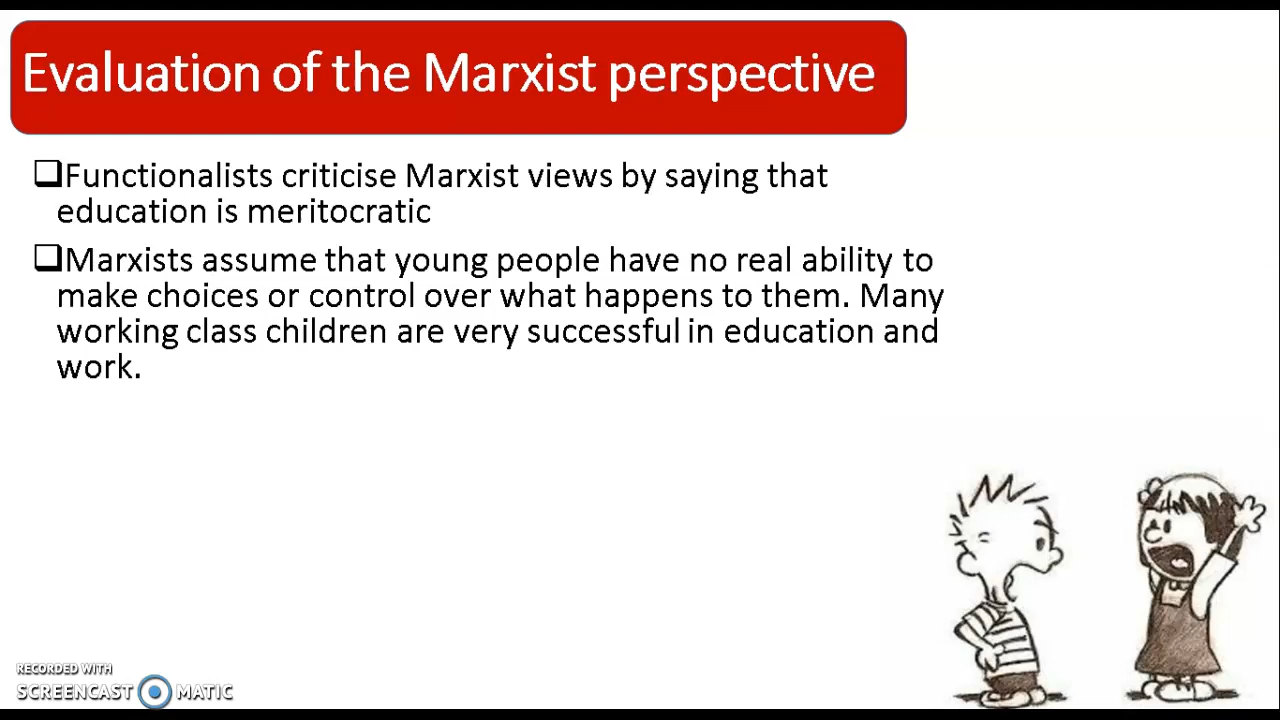 Evaluation of the Marxist perspective
❑Functionalists criticise Marxist views by saying that
education is meritocratic
❑Marxists assume that young people have no real ability to
make choices or control over what happens to them. Many
working class children are very successful in education and
work.
RECORDED WITH
SCREENCAST MATIC